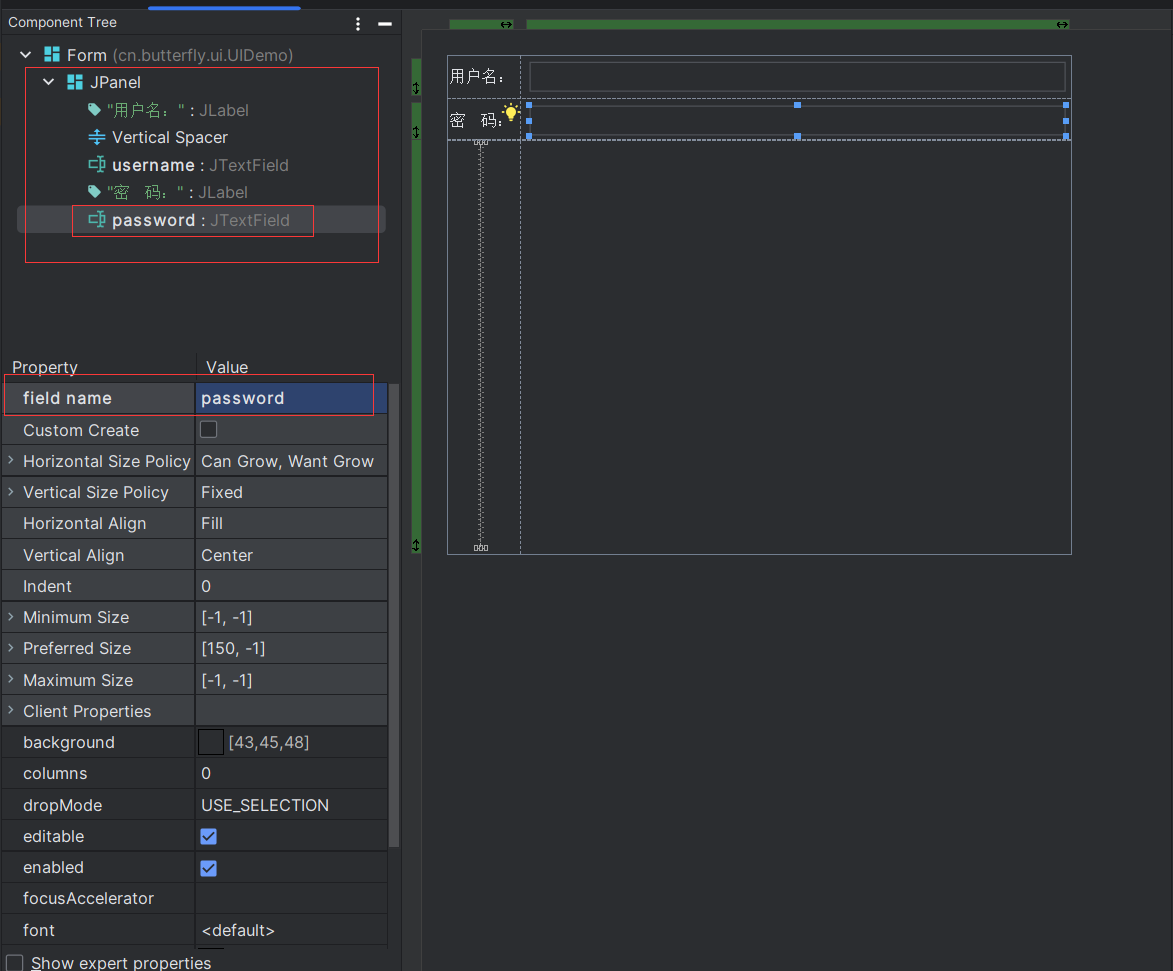 Component Tree
Form (cn.butterfly.ui.UIDemo)
JPanel
"用户名：" : JLabel
Vertical Spacer
username : JTextField
"密　码：" : JLabel
password : JTextField
Property Value
field name password
Custom Create
Horizontal Size Policy Can Grow, Want Grow
Vertical Size Policy Fixed
Horizontal Align Fill
Vertical Align Center
Indent 0
Minimum Size [-1, -1]
Preferred Size [150, -1]
Maximum Size [-1, -1]
Client Properties
background [43,45,48]
columns 0
dropMode USE_SELECTION
editable
enabled
focusAccelerator
font <default>
Show expert properties
用户名：
密　码：